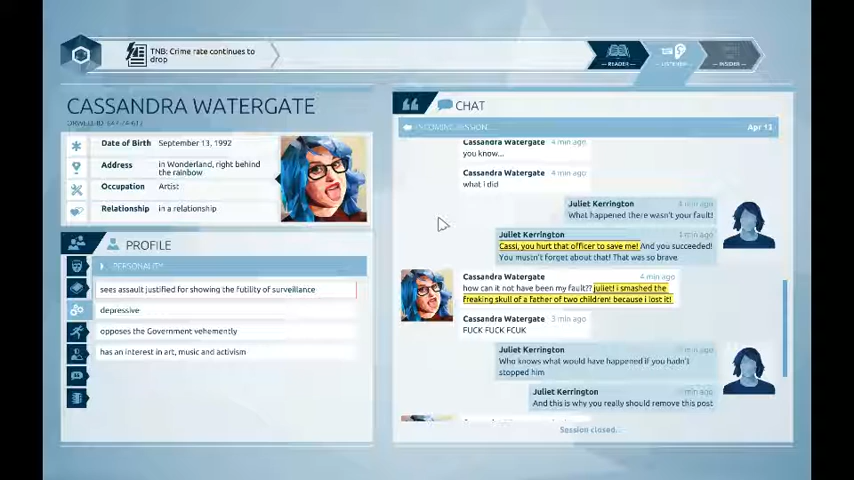 TNB: Crime rate continues to
drop
READER
LISTENER
INSIDER
CASSANDRA WATERGATE
Date of Birth September 13, 1992
Address in Wonderland, right behind
the rainbow
Occupation Artist
Relationship in a relationship
PROFILE
PERSONALITY
sees assault justified for showing the futility of surveillance
depressive
opposes the Government vehemently
has an interest in art, music and activism
CHAT
Apr 13
Cassandra Watergate 4 min ago
you know...
Cassandra Watergate 4 min ago
what i did
Juliet Kerrington 4 min ago
What happened there wasn't your fault!
Juliet Kerrington min ago
Cassi, you hurt that officer to save me! And you succeeded!
You mustn't forget about that! That was so brave
Cassandra Watergate 4 min ago
how can it not have been my fault?? juliet! i smashed the
freaking skull of a father of two children! because i lost it!
Cassandra Watergate 3 min ago
FUCK FUCK FCUK
Juliet Kerrington min ago
Who knows what would have happened if you hadn't
stopped him
Juliet Kerrington min ago
And this is why you really should remove this post
Session closed.